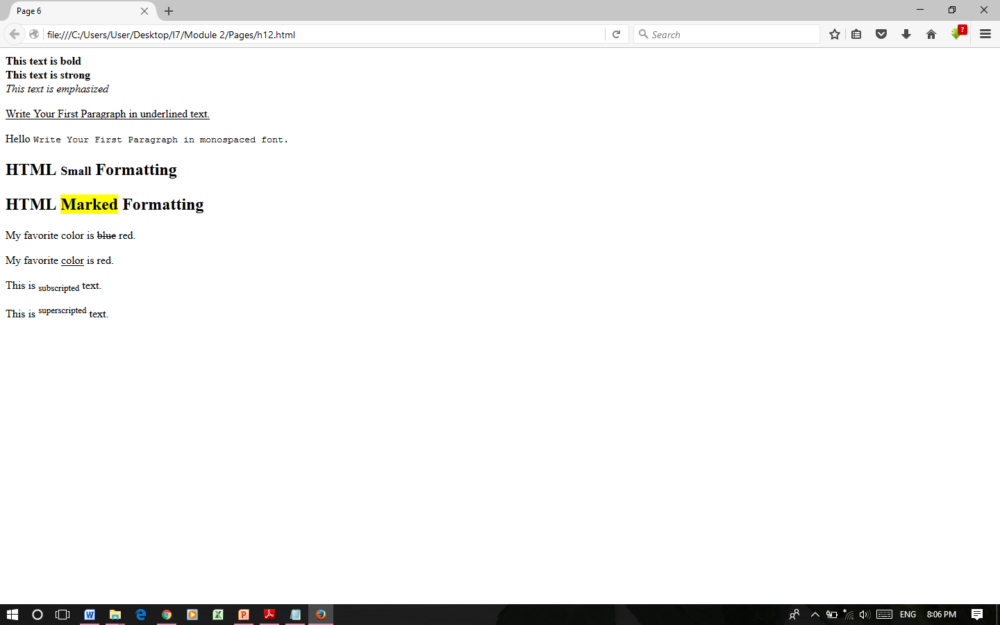 Page 6
file:///C:/Users/User/Desktop/I7/Module 2/Pages/h12.html
Search
?
This text is bold
This text is strong
This text is emphasized
Write Your First Paragraph in underlined text.
Hello Write Your First Paragraph in monospaced font.
HTML Small Formatting
HTML Marked Formatting
My favorite color is blue red.
My favorite color is red.
This is subscripted text.
This is superscripted text.
ENG
8:06 PM